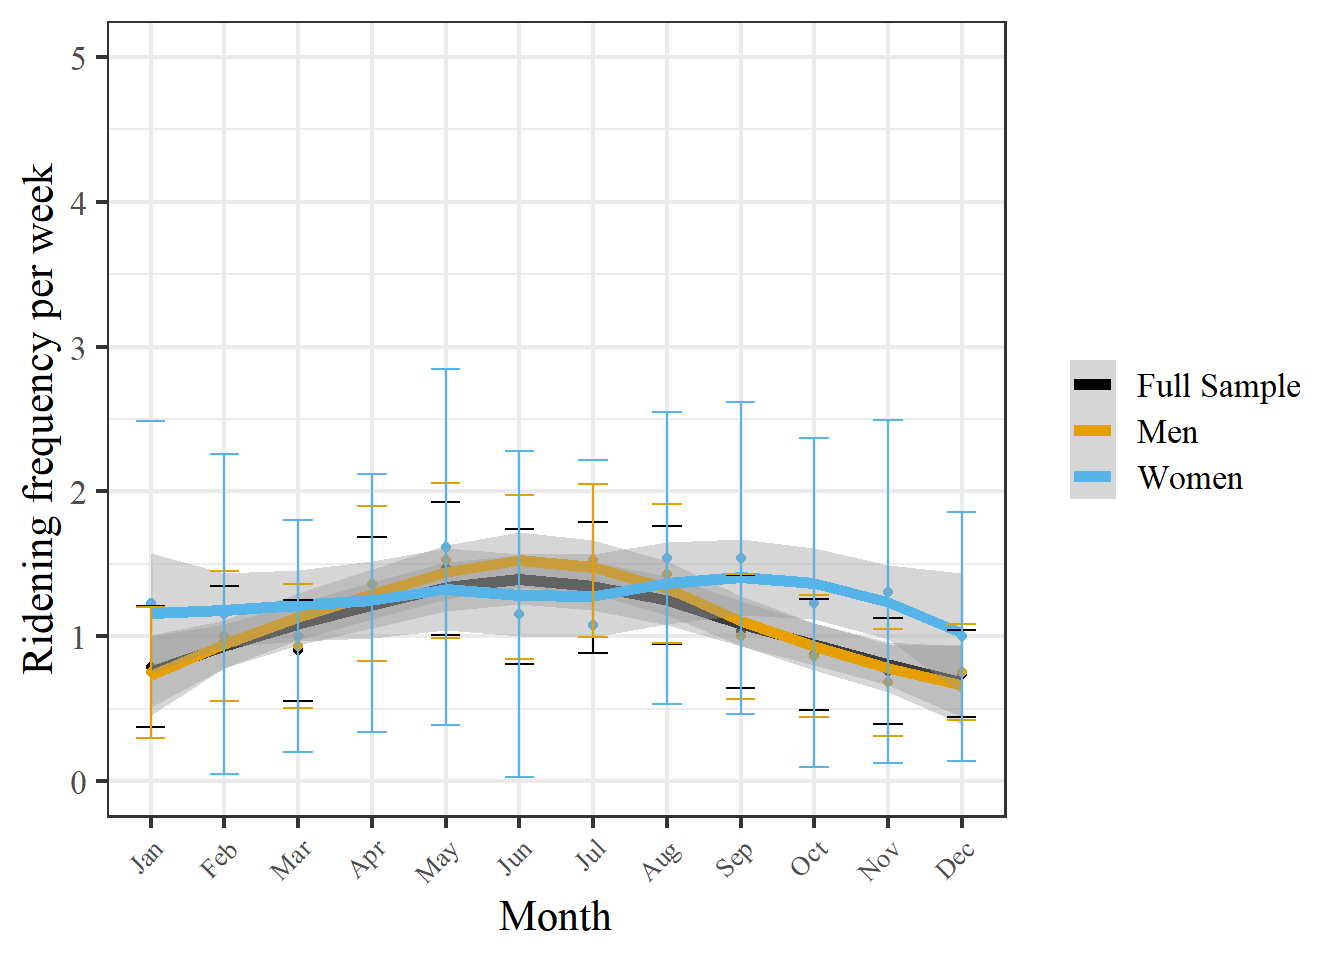 Ridening frequency per week
5
4
3
2
1
0
Jan
Feb
Mar
Apr
May
Jun
Jul
Aug
Sep
Oct
Nov
Dec
Month
Full Sample
Men
Women